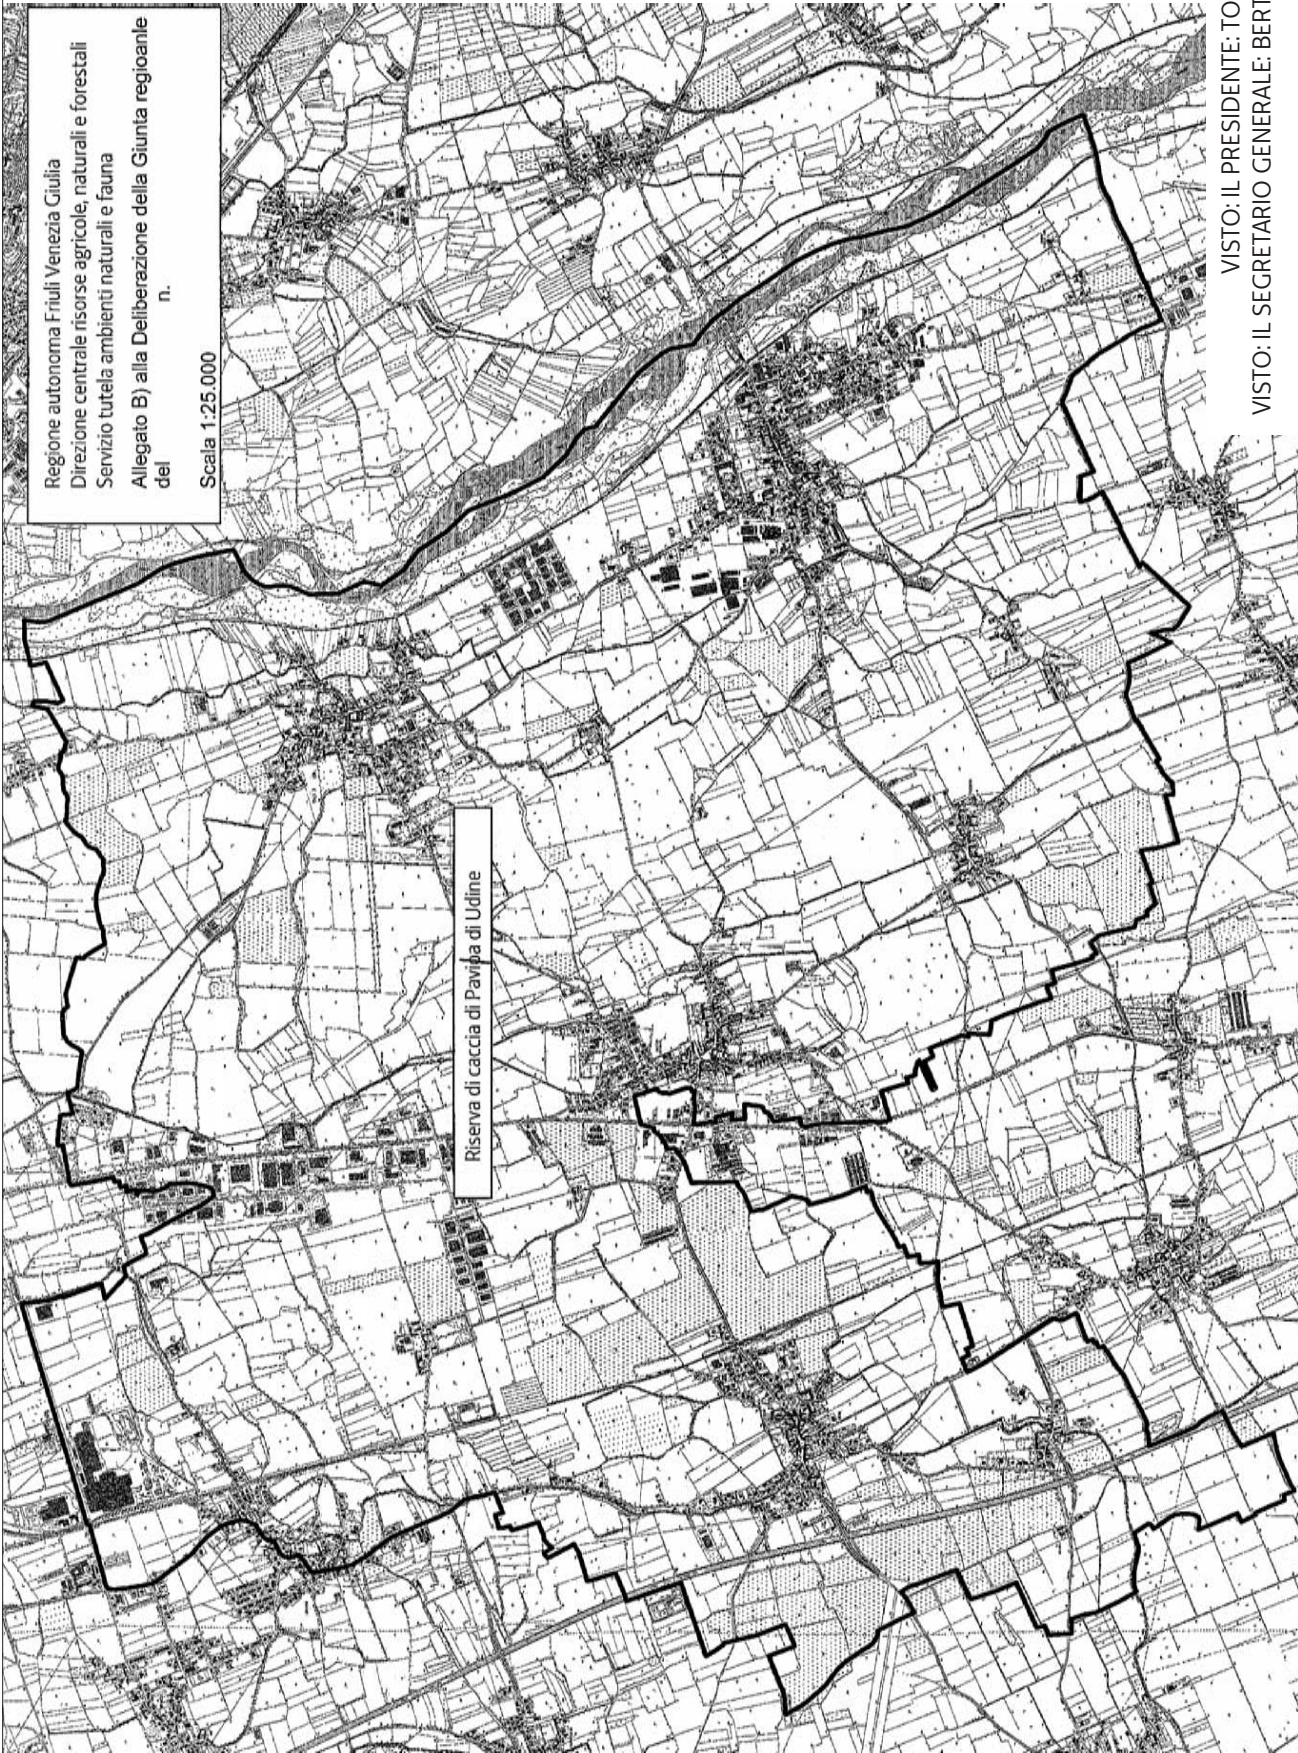 Regione autonoma Friuli Venezia Giulia
Direzione centrale risorse agricole, naturali e forestali
Servizio tutela ambienti naturali e fauna
Allegato B) alla Deliberazione della Giunta regioanle
del n.
Scala 1:25.000
Riserva di caccia di Pavia di Udine
VISTO: IL PRESIDENTE: TO
VISTO: IL SEGRETARIO GENERALE: BERT